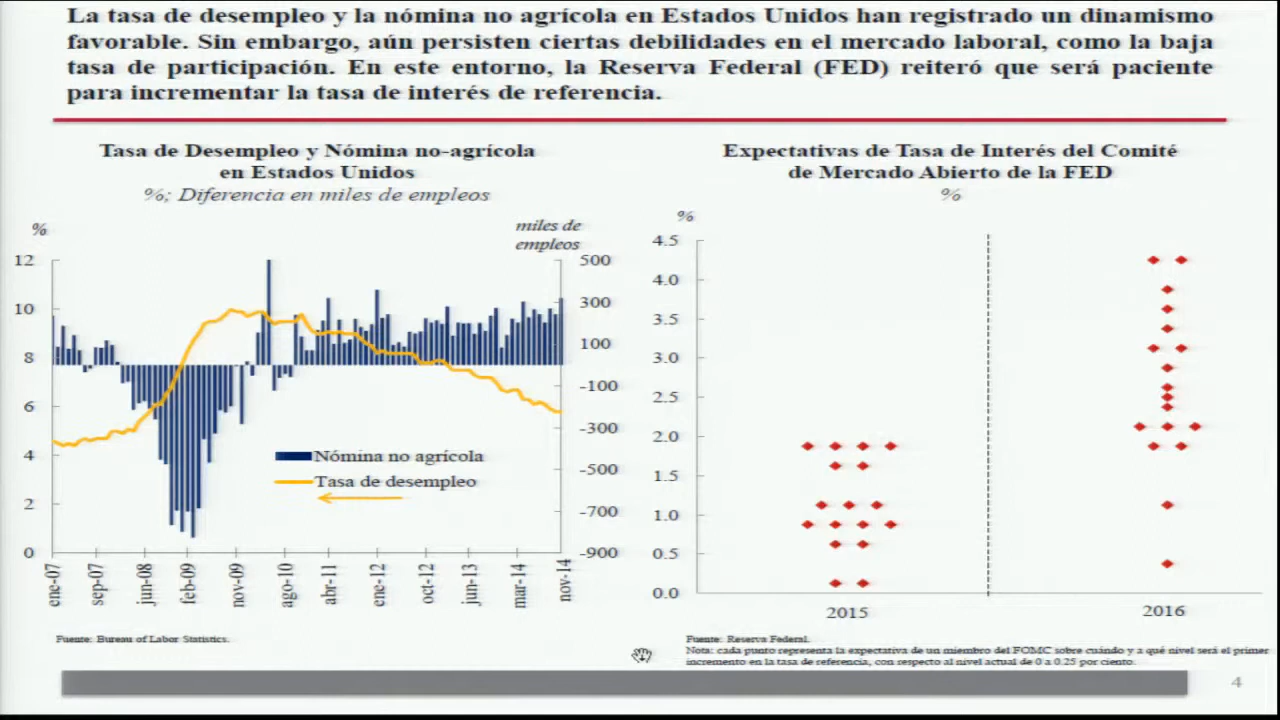 La tasa de desempleo y la nómina no agrícola en Estados Unidos han registrado un dinamismo
favorable. Sin embargo, aún persisten ciertas debilidades en el mercado laboral, como la baja
tasa de participación. En este entorno, la Reserva Federal (FED) reiteró que será paciente
para incrementar la tasa de interés de referencia.
Tasa de Desempleo y Nómina no-agrícola
en Estados Unidos
%; Diferencia en miles de empleos
%
miles de
empleos
12
10
8
6
4
2
0
500
300
100
-100
-300
-500
-700
-900
Nómina no agrícola
Tasa de desempleo
ene-07
sep-07
jun-08
feb-09
nov-09
ago-10
abr-11
ene-12
oct-12
jun-13
mar-14
nov-14
Fuente: Bureau of Labor Statistics.
Expectativas de Tasa de Interés del Comité
de Mercado Abierto de la FED
%
%
4.5
4.0
3.5
3.0
2.5
2.0
1.5
1.0
0.5
0.0
2015
2016
Fuente: Reserva Federal.
Nota: cada punto representa la expectativa de un miembro del FOMC sobre cuándo y a qué nivel será el primer
incremento en la tasa de referencia, con respecto al nivel actual de 0 a 0.25 por ciento.
4